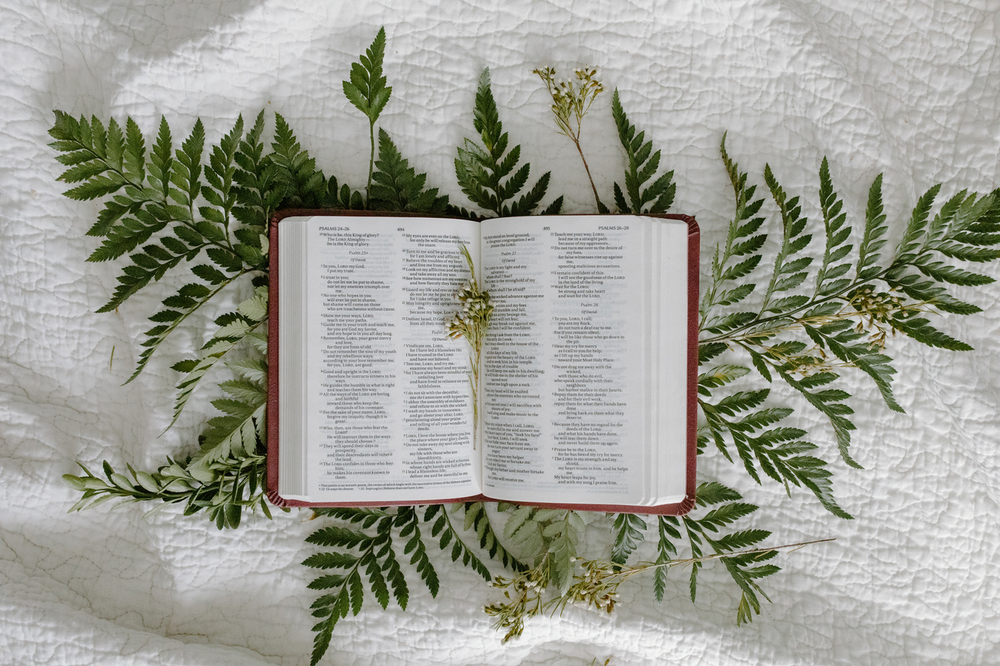 PSALMS 24–26
494
10 Who is he, this King of glory?
The LORD Almighty—
he is the King of glory.
Psalm 25a
Of David.
1 In you, LORD my God,
I put my trust.
2 I trust in you;
do not let me be put to shame,
nor let my enemies triumph over
me.
3 No one who hopes in you
will ever be put to shame,
but shame will come on those
who are treacherous without cause.
4 Show me your ways, LORD,
teach me your paths.
5 Guide me in your truth and teach me,
for you are God my Savior,
and my hope is in you all day long.
6 Remember, LORD, your great mercy
and love,
for they are from of old.
7 Do not remember the sins of my youth
and my rebellious ways;
according to your love remember me,
for you, LORD, are good.
8 Good and upright is the LORD;
therefore he instructs sinners in his
ways.
9 He guides the humble in what is right
and teaches them his way.
10 All the ways of the LORD are loving
and faithful
toward those who keep the
demands of his covenant.
11 For the sake of your name, LORD,
forgive my iniquity, though it is
great.
12 Who, then, are those who fear the
LORD?
He will instruct them in the ways
they should choose.b
13 They will spend their days in
prosperity,
and their descendants will inherit
the land.
14 The LORD confides in those who fear
him;
he makes his covenant known to
them.
15 My eyes are ever on the LORD,
for only he will release my feet from
the snare.
16 Turn to me and be gracious to
for I am lonely and afflicted.
17 Relieve the troubles of my heart
and free me from my anguish.
18 Look on my affliction and my distress
and take away all my sins.
19 See how numerous are my enemies
and how fiercely they hate me
20 Guard my life and rescue me
do not let me be put to
for I take refuge in you.
21 May integrity and uprightness
me,
because my hope, LORD,
22 Deliver Israel, O God,
from all their
Psalm 26
Of David.
1 Vindicate me, LORD,
for I have led a blameless life;
I have trusted in the LORD
and have not faltered.
2 Test me, LORD, and try me,
examine my heart and my mind;
3 for I have always been mindful of your
unfailing love
and have lived in reliance on your
faithfulness.
4 I do not sit with the deceitful,
nor do I associate with hypocrites.
5 I abhor the assembly of evildoers
and refuse to sit with the wicked.
6 I wash my hands in innocence,
and go about your altar, LORD,
7 proclaiming aloud your praise
and telling of all your wonderful
deeds.
8 LORD, I love the house where you live,
the place where your glory dwells.
9 Do not take away my soul along with
sinners,
my life with those who are
bloodthirsty,
10 in whose hands are wicked schemes,
whose right hands are full of bribes.
11 I lead a blameless life;
deliver me and be merciful to me.
a This psalm is an acrostic poem, the verses of which begin with the successive letters of the Hebrew alphabet.
b 12 Or ways he chooses c 21 Septuagint; Hebrew does not have LORD.
495
PSALMS 26–28
feet stand on level ground;
in the great congregation I will
praise the LORD.
Psalm 27
Of David.
The LORD is my light and my
salvation—
whom shall I fear?
The LORD is the stronghold of my
life—
whom shall I be afraid?
the wicked advance against me
me,
enemies and my foes
stumble and fall.
an army besiege me,
heart will not fear;
war break out against me,
then I will be confident.
thing I ask from the LORD,
only do I seek:
that I may dwell in the house of the
LORD
all the days of my life,
to gaze on the beauty of the LORD
and to seek him in his temple.
For in the day of trouble
he will keep me safe in his dwelling;
he will hide me in the shelter of his
sacred tent
and set me high upon a rock.
Then my head will be exalted
above the enemies who surround
me;
at his sacred tent I will sacrifice with
shouts of joy;
I will sing and make music to the
LORD.
Hear my voice when I call, LORD;
be merciful to me and answer me.
My heart says of you, "Seek his face!"
Your face, LORD, I will seek.
Do not hide your face from me,
do not turn your servant away in
anger;
you have been my helper.
Do not reject me or forsake me,
God my Savior.
Though my father and mother forsake
me,
the LORD will receive me.
11 Teach me your way, LORD;
lead me in a straight path
because of my oppressors.
12 Do not turn me over to the desire of
my foes,
for false witnesses rise up against
me,
spouting malicious accusations.
13 I remain confident of this:
I will see the goodness of the LORD
in the land of the living.
14 Wait for the LORD;
be strong and take heart
and wait for the LORD.
Psalm 28
Of David.
1 To you, LORD, I call;
you are my Rock,
do not turn a deaf ear to me.
For if you remain silent,
I will be like those who go down to
the pit.
2 Hear my cry for mercy
as I call to you for help,
as I lift up my hands
toward your Most Holy Place.
3 Do not drag me away with the
wicked,
with those who do evil,
who speak cordially with their
neighbors
but harbor malice in their hearts.
4 Repay them for their deeds
and for their evil work;
repay them for what their hands have
done
and bring back on them what they
deserve.
5 Because they have no regard for the
deeds of the LORD
and what his hands have done,
he will tear them down
and never build them up again.
6 Praise be to the LORD,
for he has heard my cry for mercy.
7 The LORD is my strength and my
shield;
my heart trusts in him, and he helps
me.
My heart leaps for joy,
and with my song I praise him.